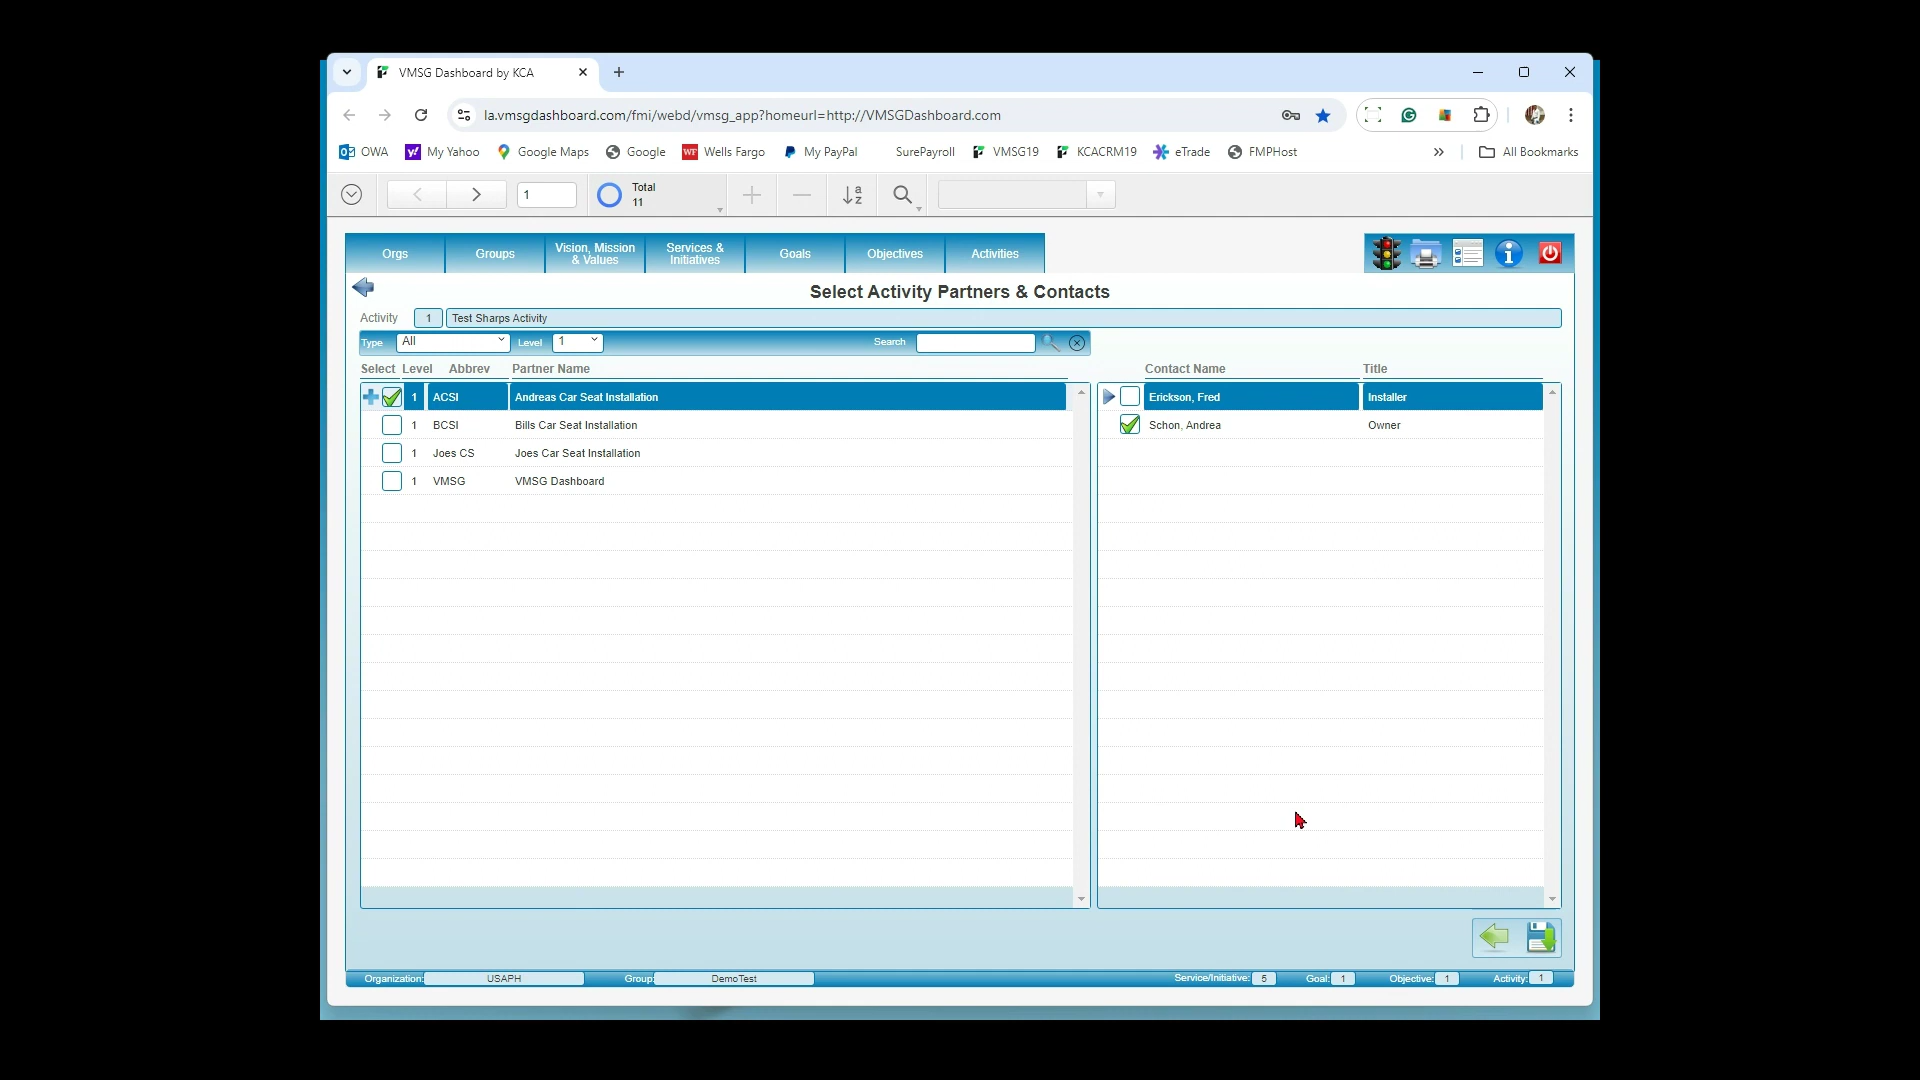 VMSG Dashboard by KCA
la.vmsgdashboard.com/fmi/webd/vmsg_app?homeurl=http://VMSGDashboard.com
OWA My Yahoo Google Maps Google WF Wells Fargo My PayPal SurePayroll VMSG19 KCACRM19 eTrade FMPHost » All Bookmarks
1 Total
11
Orgs Groups Vision, Mission & Values Services & Initiatives Goals Objectives Activities
Select Activity Partners & Contacts
Activity 1 Test Sharps Activity
Type All Level 1 Search
Select Level Abbrev Partner Name Contact Name Title
1 ACSI Andreas Car Seat Installation Erickson, Fred Installer
1 BCSI Bills Car Seat Installation Schon, Andrea Owner
1 Joes CS Joes Car Seat Installation
1 VMSG VMSG Dashboard
Organization: USAPH Group: DemoTest Service/Initiative: 5 Goal: 1 Objective: 1 Activity: 1